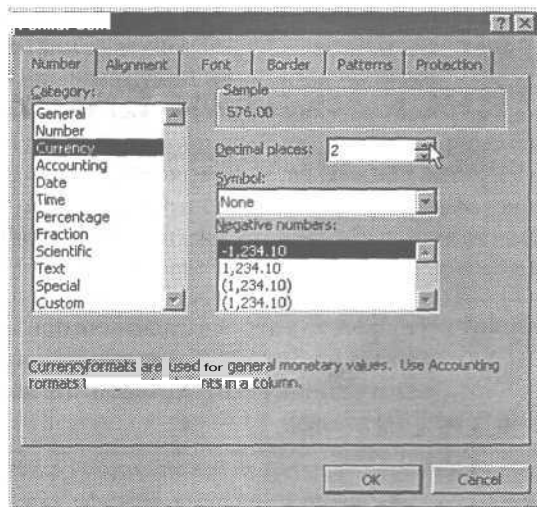 Number Alignment Font Border Patterns Protection
Category:
General
Number
Currency
Accounting
Date
Time
Percentage
Fraction
Scientific
Text
Special
Custom
Sample
576.00
Decimal places: 2
Symbol:
None
Negative numbers:
-1,234.10
1,234.10
(1,234.10)
(1,234.10)
Currency formats are used for general monetary values. Use Accounting
formats in a column.
OK Cancel